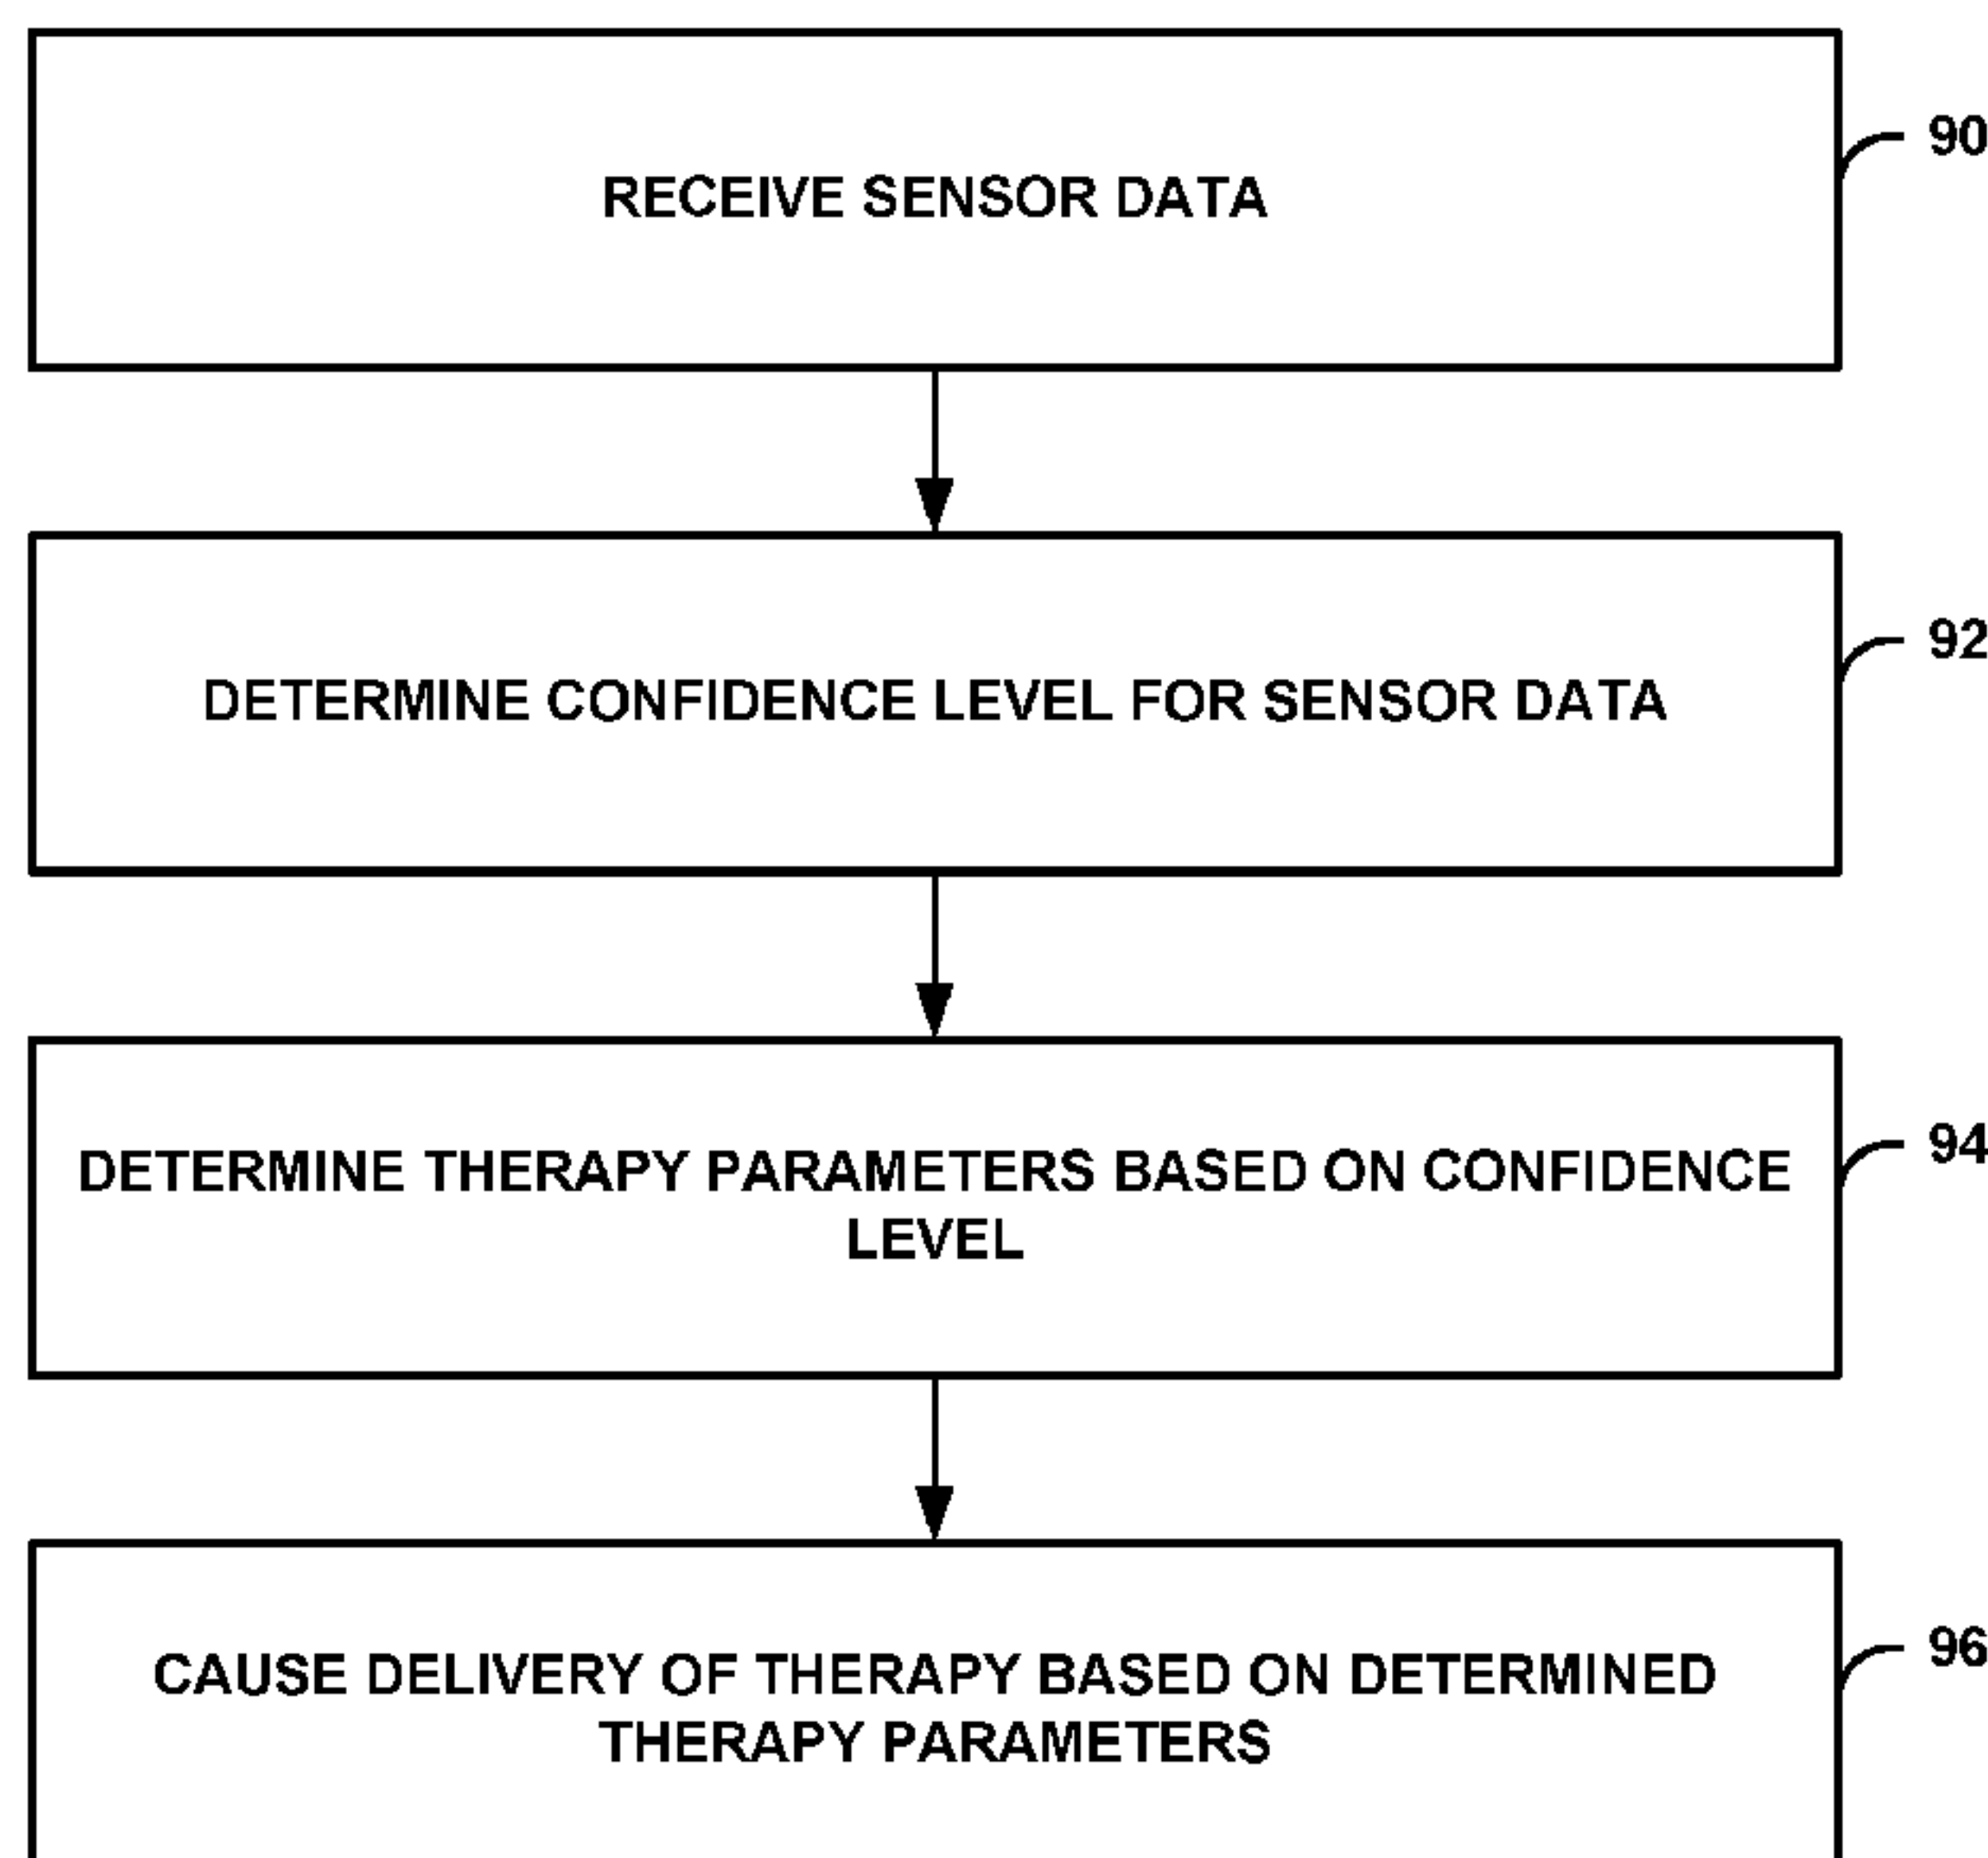 RECEIVE SENSOR DATA
90
DETERMINE CONFIDENCE LEVEL FOR SENSOR DATA
92
DETERMINE THERAPY PARAMETERS BASED ON CONFIDENCE
LEVEL
94
CAUSE DELIVERY OF THERAPY BASED ON DETERMINED
THERAPY PARAMETERS
96